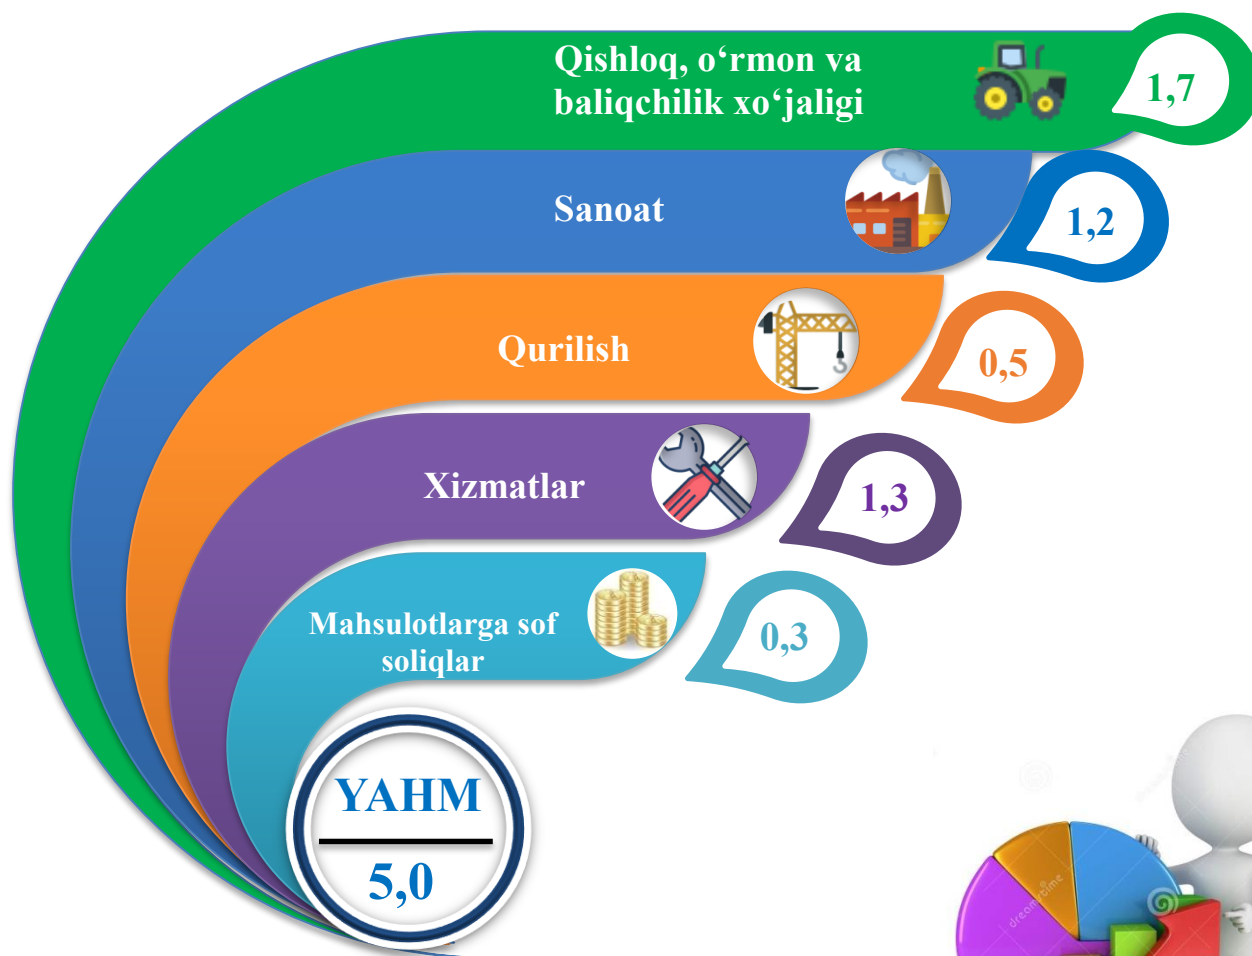 Qishloq, o‘rmon va
baliqchilik xo‘jaligi
1,7
Sanoat
1,2
Qurilish
0,5
Xizmatlar
1,3
Mahsulotlarga sof
soliqlar
0,3
YAHM
5,0
dreamstime